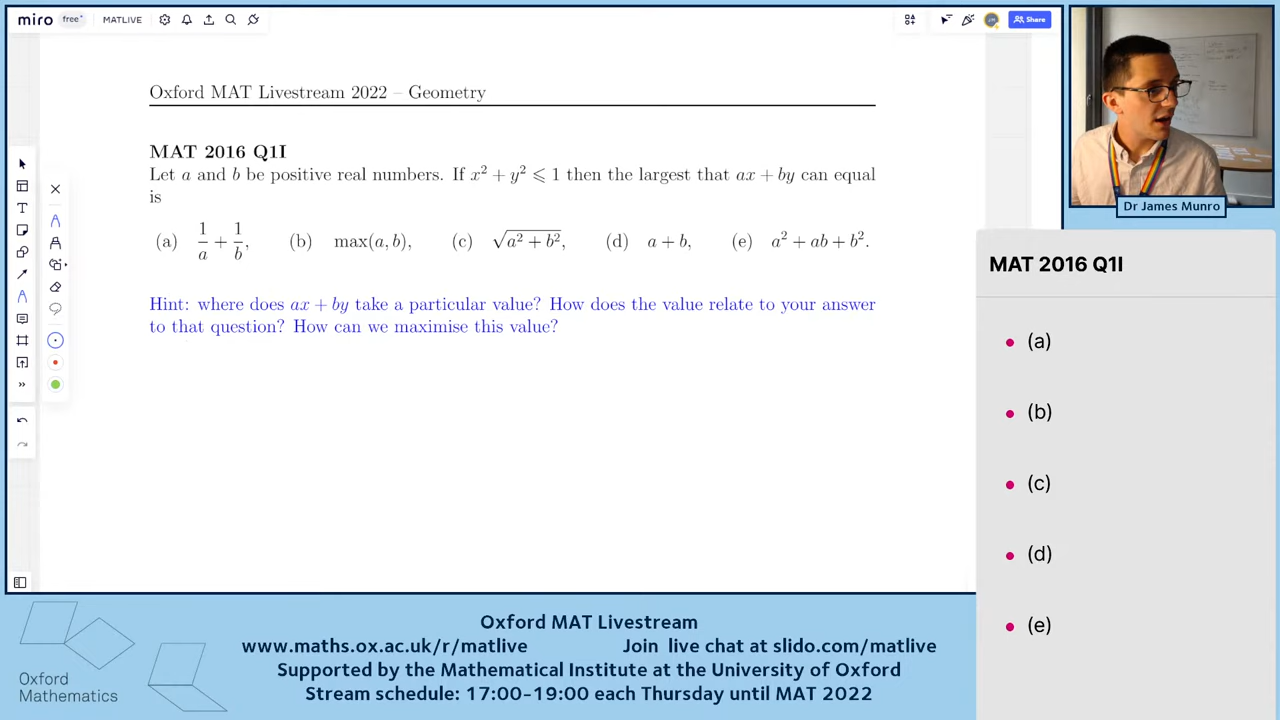 miro free MATLIVE Share
Oxford MAT Livestream 2022 – Geometry
MAT 2016 Q1I
Let a and b be positive real numbers. If x² + y² ⩽ 1 then the largest that ax + by can equal
is
(a) 1/a + 1/b, (b) max(a, b), (c) √(a² + b²), (d) a + b, (e) a² + ab + b².
Hint: where does ax + by take a particular value? How does the value relate to your answer
to that question? How can we maximise this value?
Dr James Munro
MAT 2016 Q1I
(a)
(b)
(c)
(d)
(e)
Oxford
Mathematics
Oxford MAT Livestream
www.maths.ox.ac.uk/r/matlive Join live chat at slido.com/matlive
Supported by the Mathematical Institute at the University of Oxford
Stream schedule: 17:00-19:00 each Thursday until MAT 2022